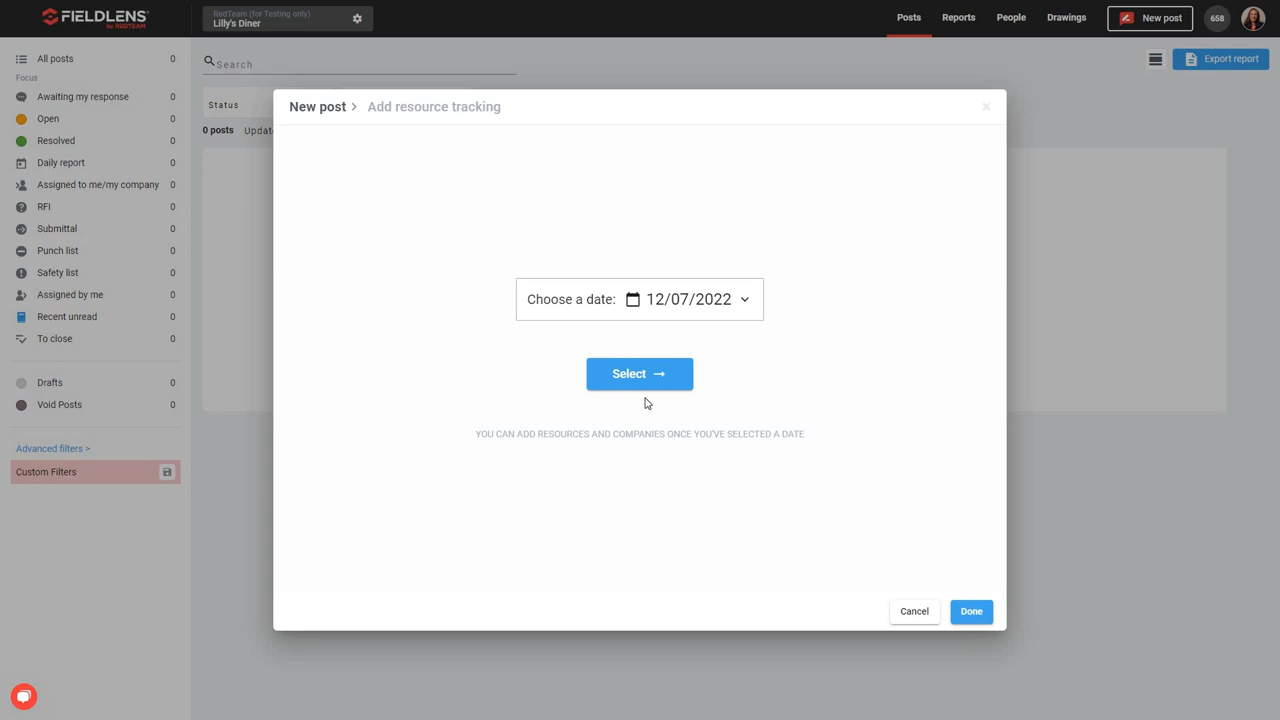 FIELDLENS
by REDTEAM
RedTeam (for Testing only)
Lilly's Diner
Posts
Reports
People
Drawings
New post
658
All posts 0
Focus
Awaiting my response 0
Open 0
Resolved 0
Daily report 0
Assigned to me/my company 0
RFI 0
Submittal 0
Punch list 0
Safety list 0
Assigned by me 0
Recent unread 0
To close 0
Drafts 0
Void Posts 0
Advanced filters >
Custom Filters
Search
Export report
Status
0 posts
New post > Add resource tracking
×
Choose a date: 12/07/2022
Select →
YOU CAN ADD RESOURCES AND COMPANIES ONCE YOU'VE SELECTED A DATE
Cancel
Done